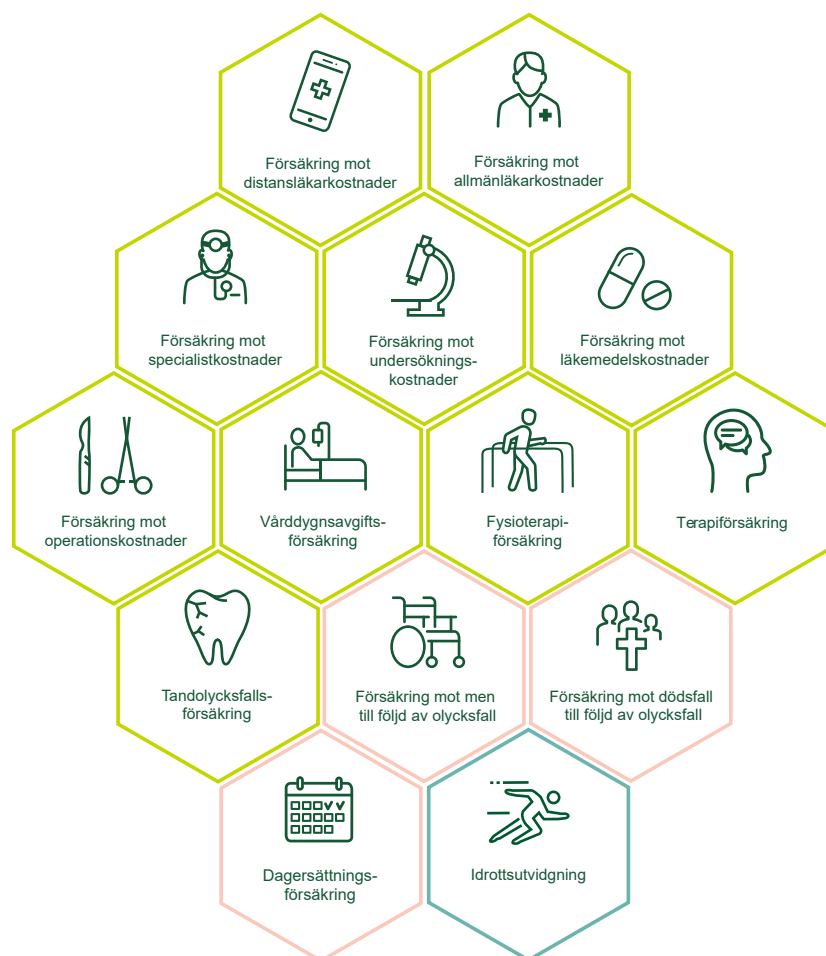 Försäkring mot
distansläkarkostnader
Försäkring mot
allmänläkarkostnader
Försäkring mot
specialistkostnader
Försäkring mot
undersöknings-
kostnader
Försäkring mot
läkemedelskostnader
Försäkring mot
operationskostnader
Vårddygnsavgifts-
försäkring
Fysioterapi-
försäkring
Terapiförsäkring
Tandolycksfalls-
försäkring
Försäkring mot men
till följd av olycksfall
Försäkring mot dödsfall
till följd av olycksfall
Dagersättnings-
försäkring
Idrottsutvidgning